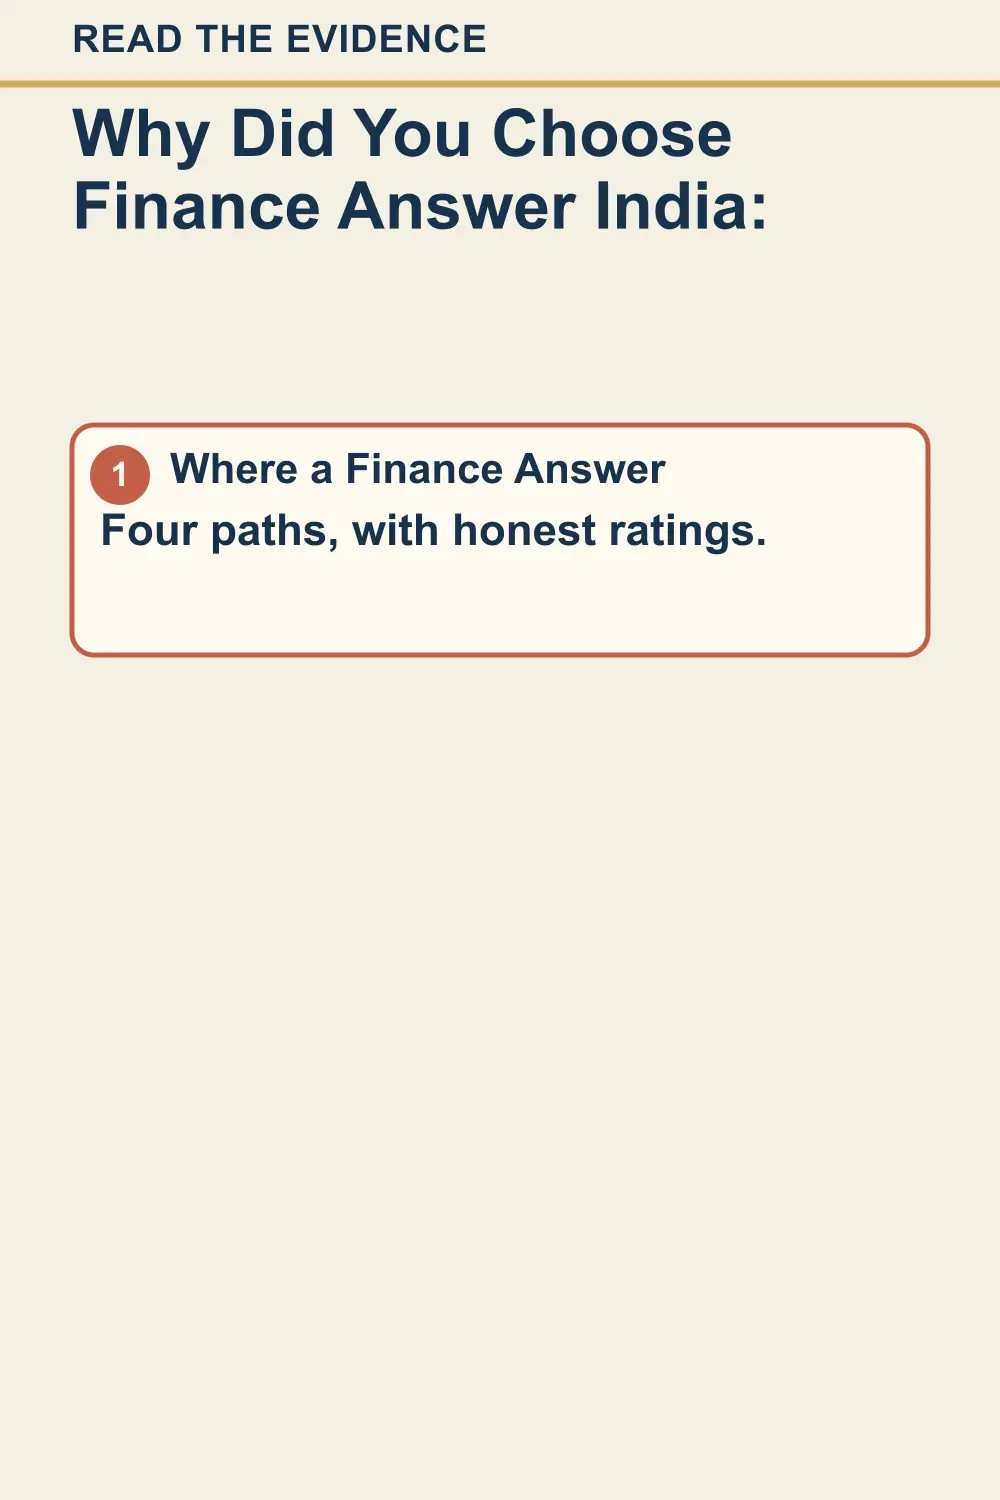 READ THE EVIDENCE
Why Did You Choose
Finance Answer India:
1 Where a Finance Answer
Four paths, with honest ratings.